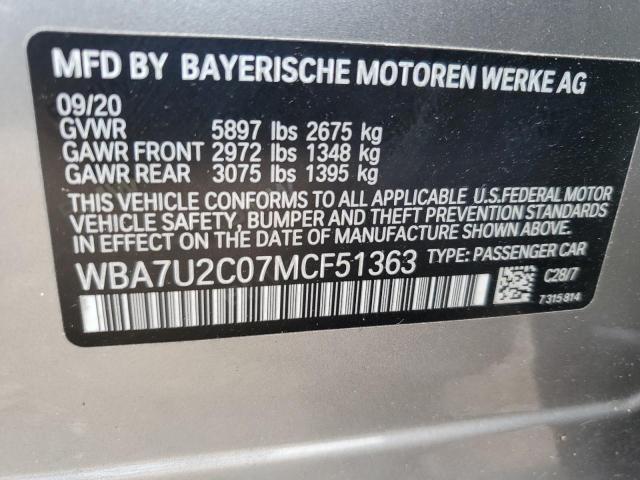 MFD BY BAYERISCHE MOTOREN WERKE AG
09/20
GVWR 5897 lbs 2675 kg
GAWR FRONT 2972 lbs 1348 kg
GAWR REAR 3075 lbs 1395 kg
THIS VEHICLE CONFORMS TO ALL APPLICABLE U.S.FEDERAL MOTOR
VEHICLE SAFETY, BUMPER AND THEFT PREVENTION STANDARDS
IN EFFECT ON THE DATE OF MANUFACTURE SHOWN ABOVE.
WBA7U2C07MCF51363 TYPE: PASSENGER CAR
C28/7
7315814